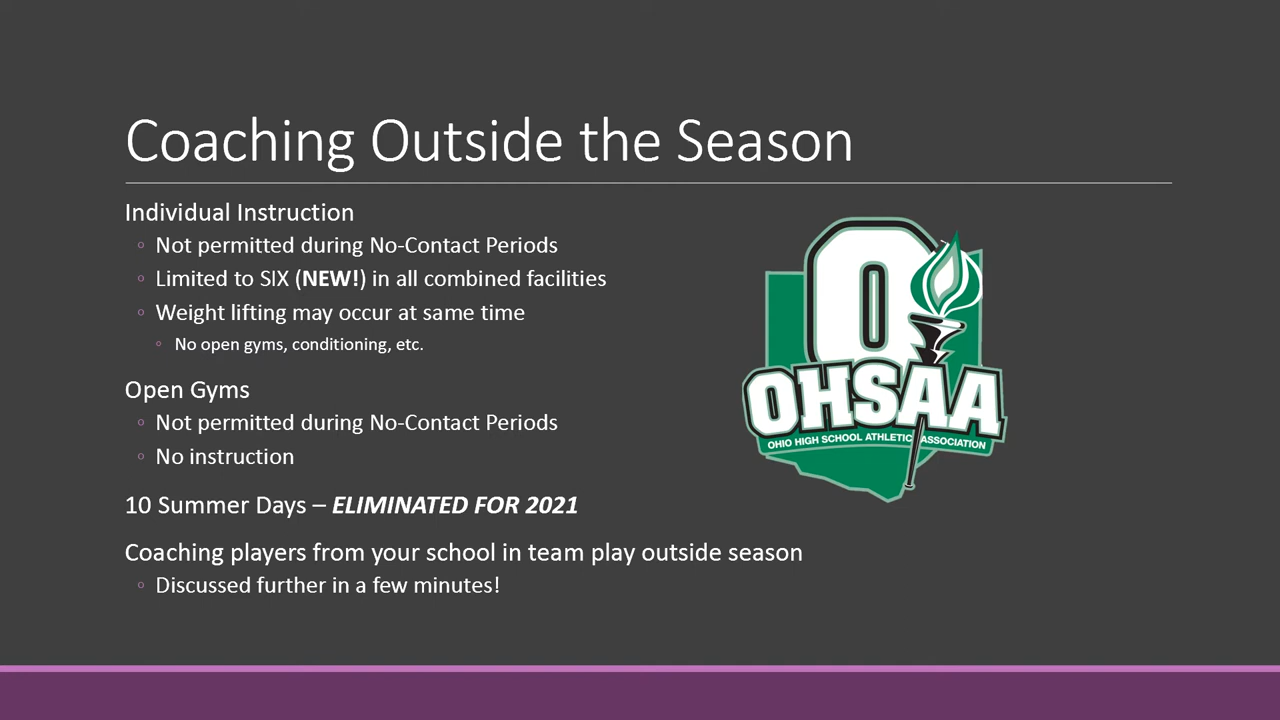 Coaching Outside the Season
Individual Instruction
◦ Not permitted during No-Contact Periods
◦ Limited to SIX (NEW!) in all combined facilities
◦ Weight lifting may occur at same time
◦ No open gyms, conditioning, etc.
Open Gyms
◦ Not permitted during No-Contact Periods
◦ No instruction
10 Summer Days – ELIMINATED FOR 2021
Coaching players from your school in team play outside season
◦ Discussed further in a few minutes!
O
OHSAA
OHIO HIGH SCHOOL ATHLETIC ASSOCIATION